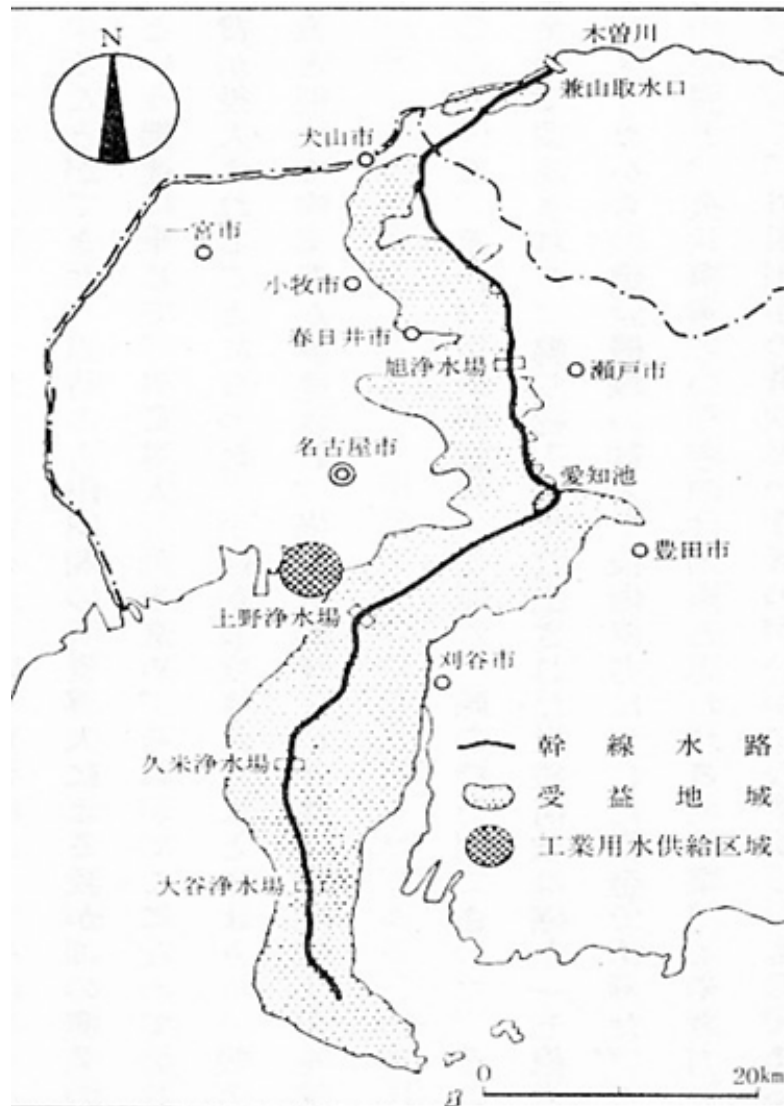 N
木曽川
兼山取水口
犬山市
一宮市
小牧市
春日井市
旭浄水場
瀬戸市
名古屋市
愛知池
豊田市
上野浄水場
刈谷市
幹線水路
久米浄水場
受益地域
工業用水供給区域
大谷浄水場
0 20km